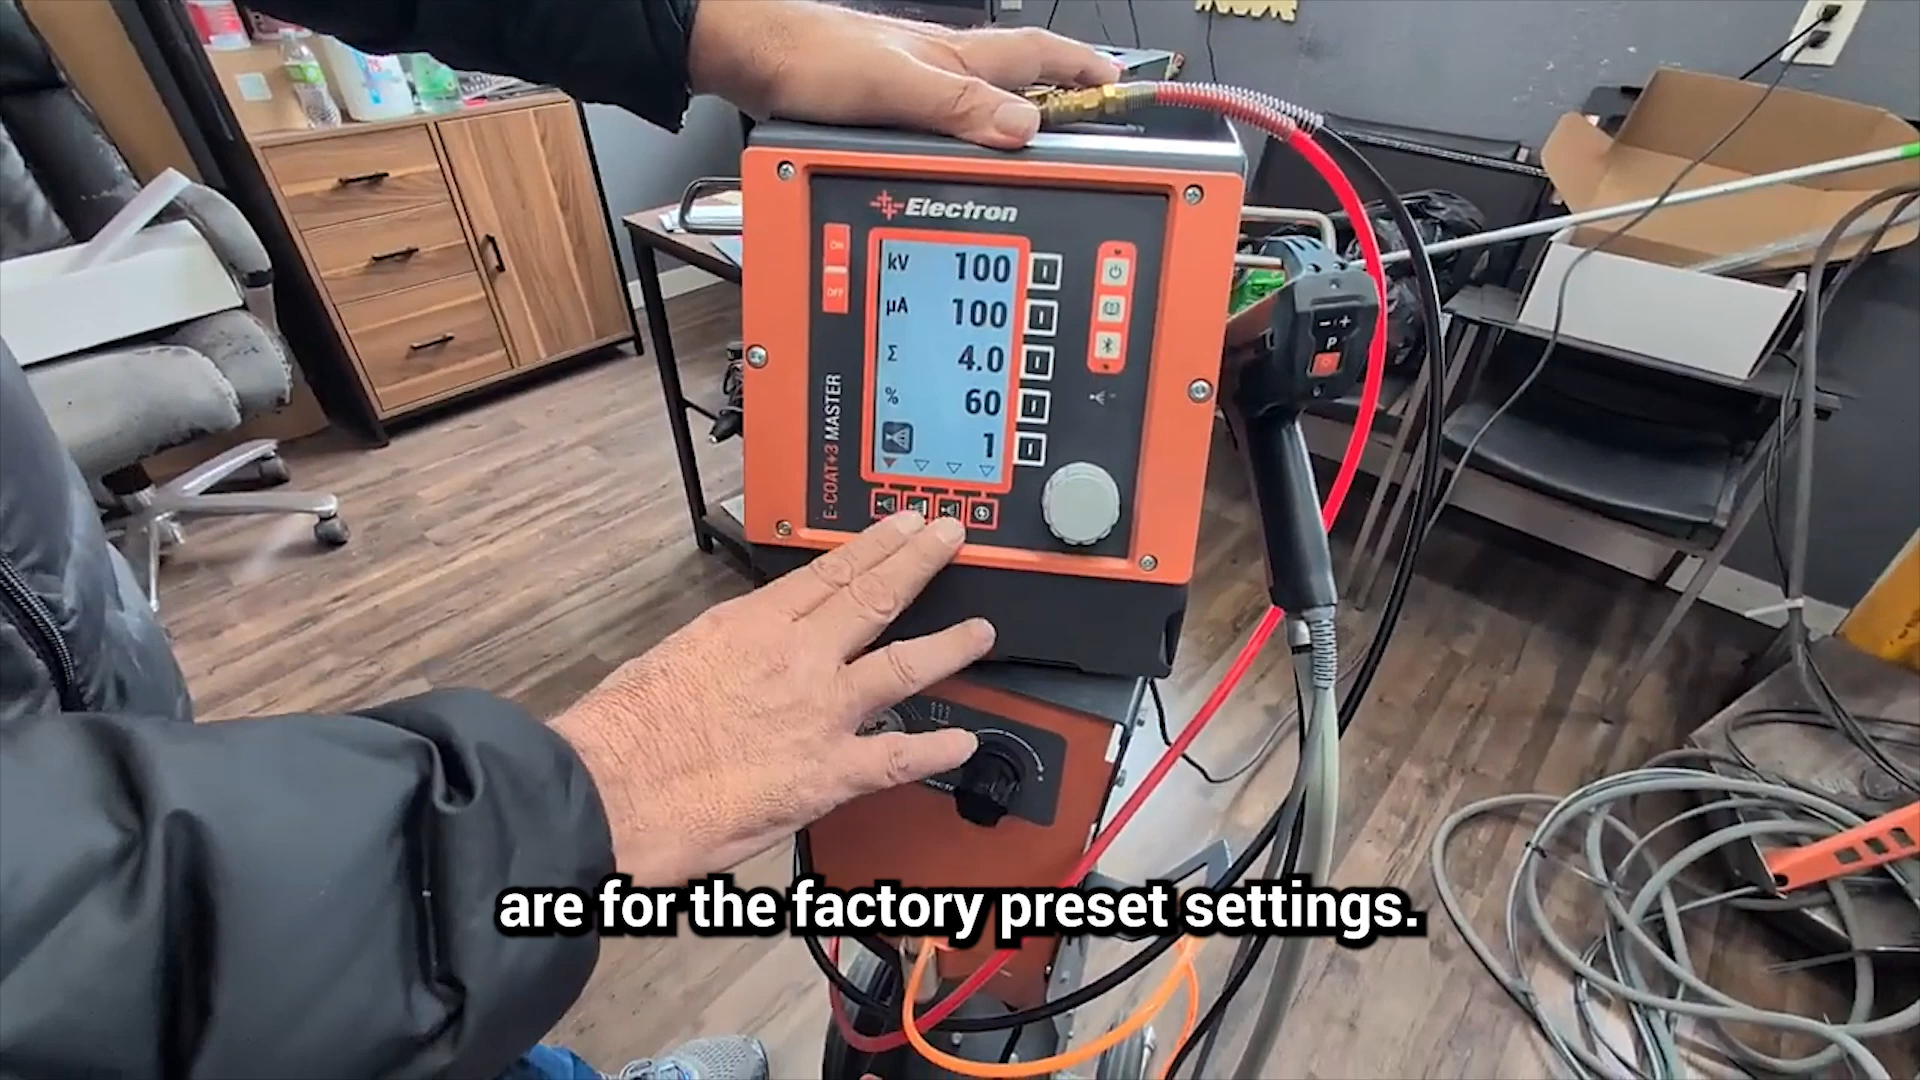 Electron
ON
OFF
kV 100
µA 100
Σ 4.0
% 60
1
E-COAT+3 MASTER
- / +
P
are for the factory preset settings.